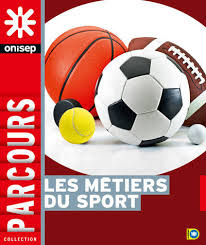 onisep
PARCOURS
COLLECTION
LES MÉTIERS
DU SPORT